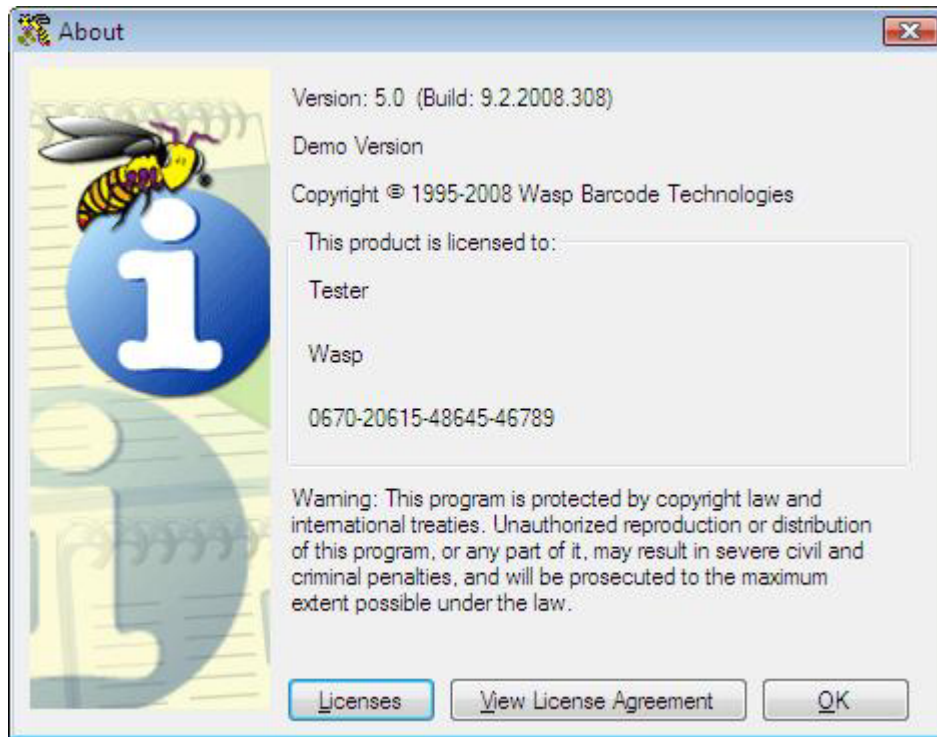 About
Version: 5.0 (Build: 9.2.2008.308)
Demo Version
Copyright ® 1995-2008 Wasp Barcode Technologies
This product is licensed to:
Tester
Wasp
0670-20615-48645-46789
Warning: This program is protected by copyright law and
international treaties. Unauthorized reproduction or distribution
of this program, or any part of it, may result in severe civil and
criminal penalties, and will be prosecuted to the maximum
extent possible under the law.
Licenses
View License Agreement
OK